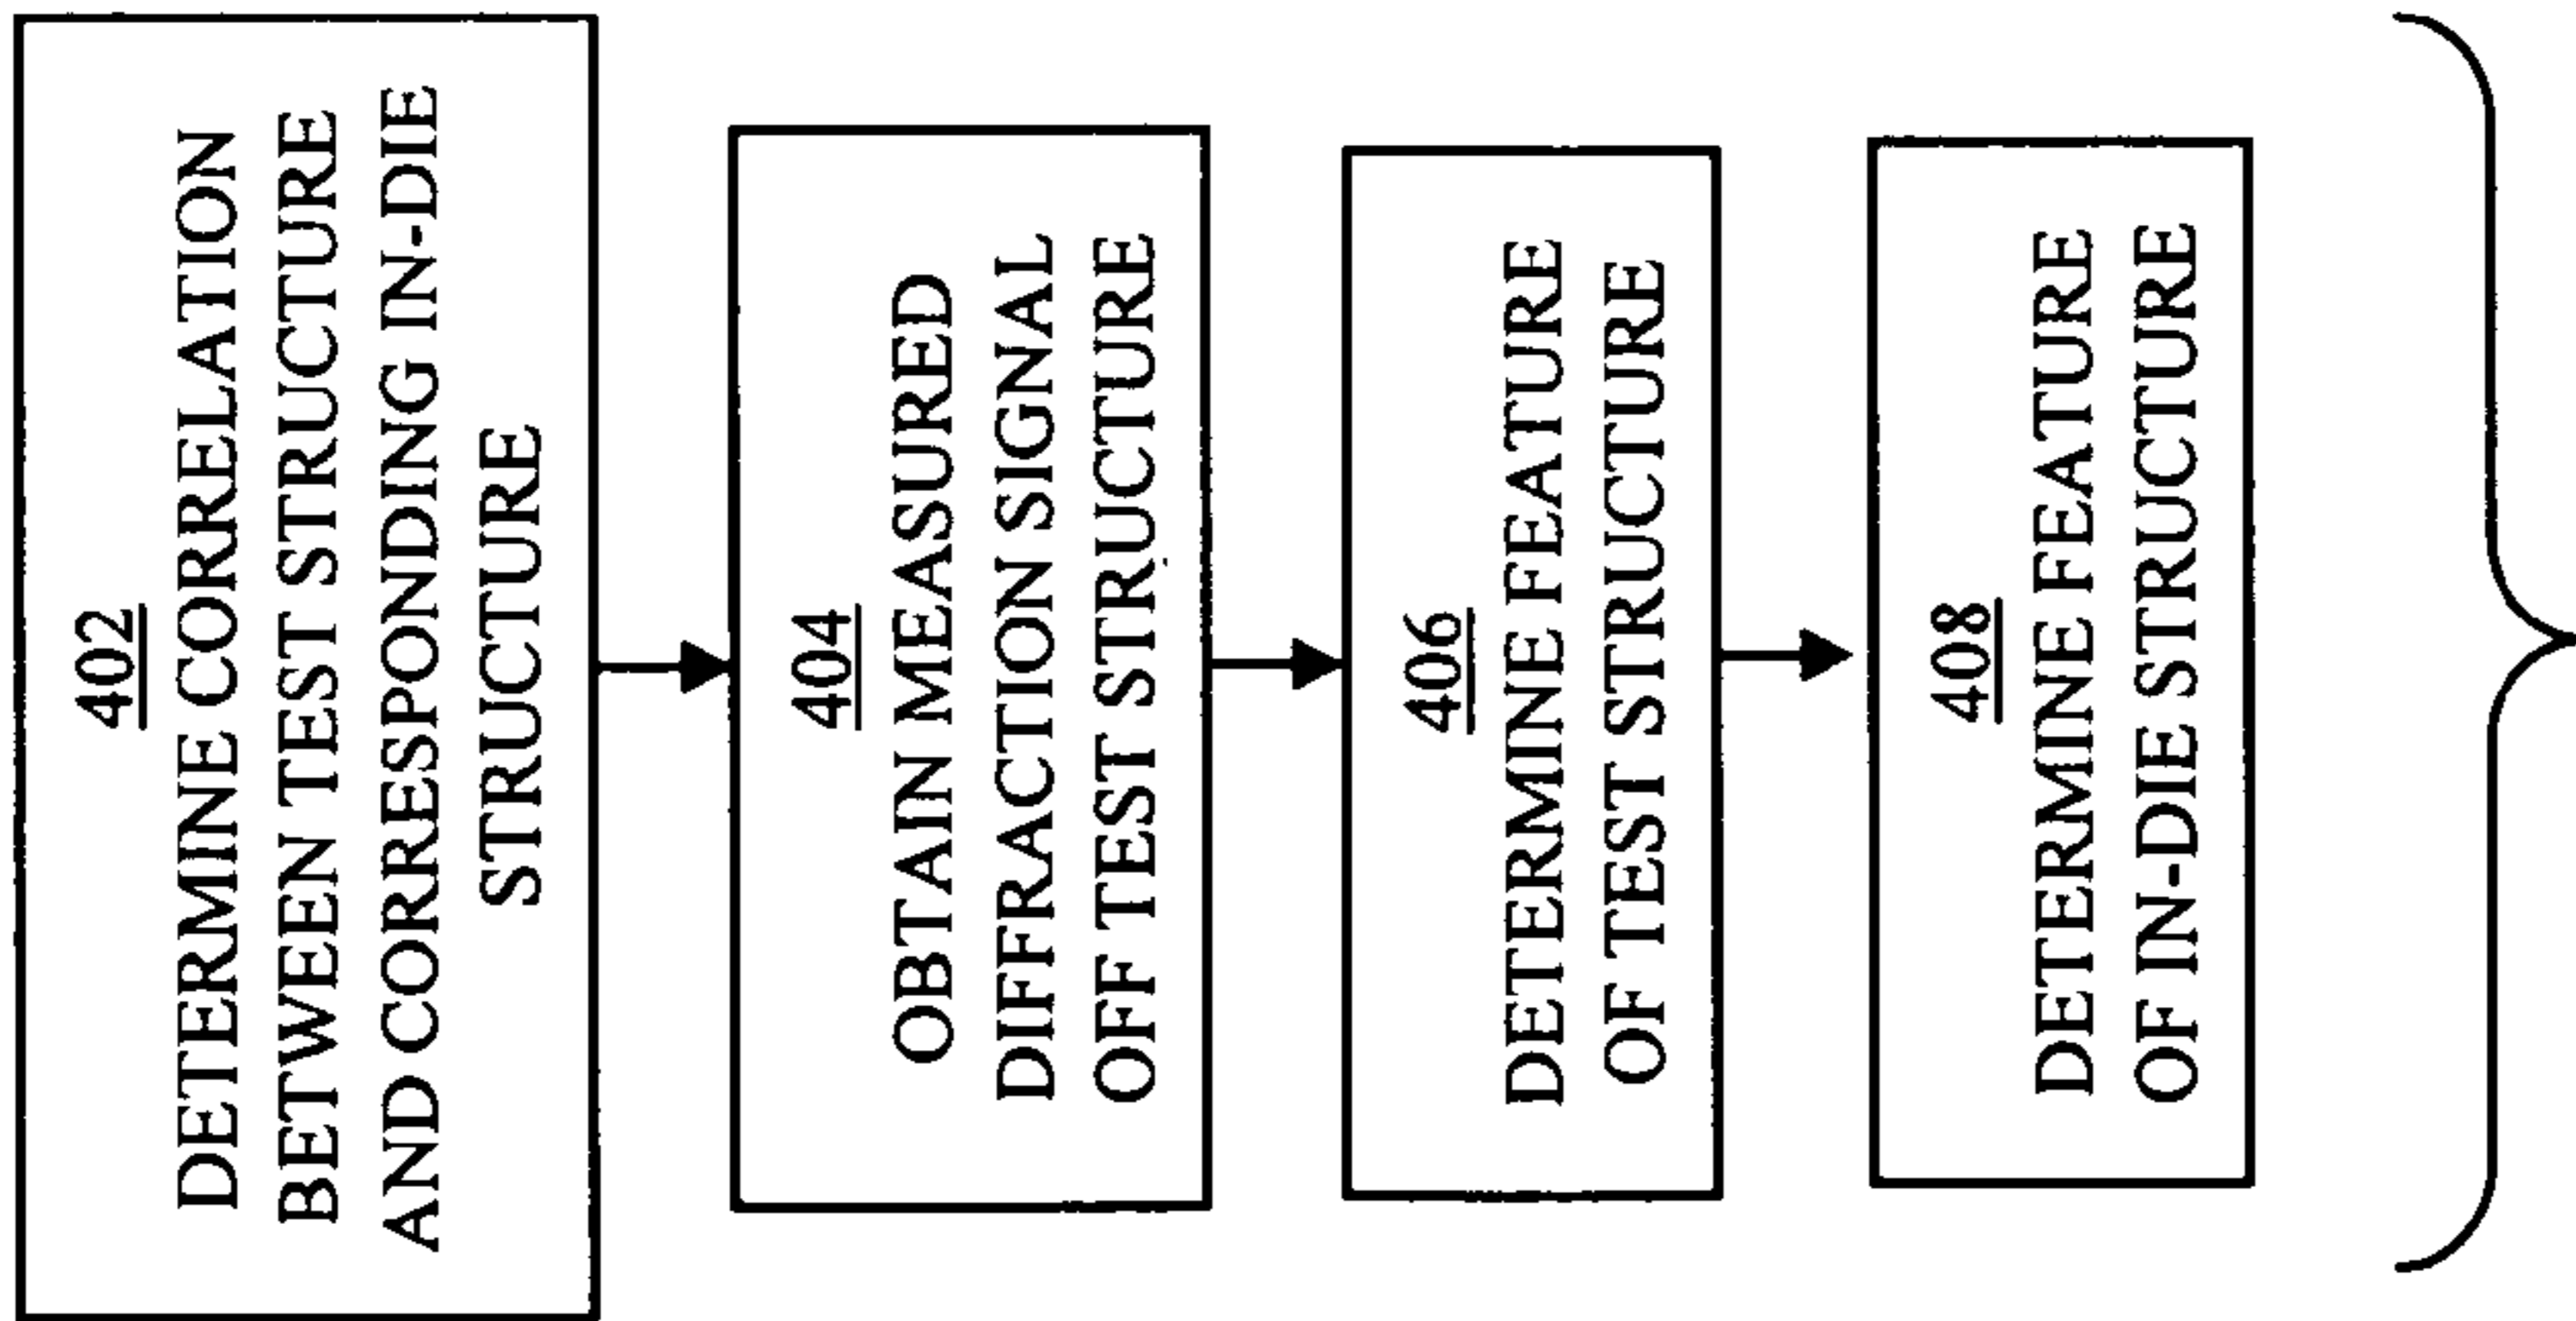 402
DETERMINE CORRELATION
BETWEEN TEST STRUCTURE
AND CORRESPONDING IN-DIE
STRUCTURE
404
OBTAIN MEASURED
DIFFRACTION SIGNAL
OFF TEST STRUCTURE
406
DETERMINE FEATURE
OF TEST STRUCTURE
408
DETERMINE FEATURE
OF IN-DIE STRUCTURE